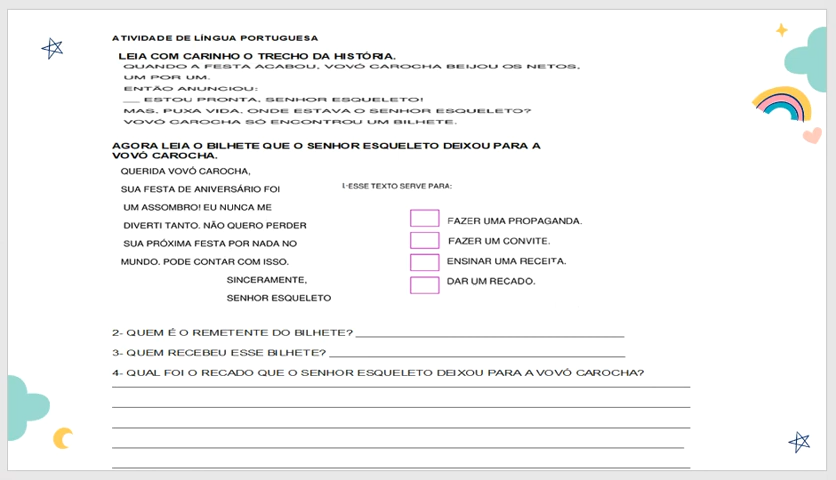 ATIVIDADE DE LÍNGUA PORTUGUESA
LEIA COM CARINHO O TRECHO DA HISTÓRIA.
QUANDO A FESTA ACABOU, VOVÓ CAROCHA BEIJOU OS NETOS,
UM POR UM.
ENTÃO ANUNCIOU:
__ ESTOU PRONTA, SENHOR ESQUELETO!
MAS, PUXA VIDA, ONDE ESTAVA O SENHOR ESQUELETO?
VOVÓ CAROCHA SÓ ENCONTROU UM BILHETE.
AGORA LEIA O BILHETE QUE O SENHOR ESQUELETO DEIXOU PARA A
VOVÓ CAROCHA.
QUERIDA VOVÓ CAROCHA,
SUA FESTA DE ANIVERSÁRIO FOI
UM ASSOMBRO! EU NUNCA ME
DIVERTI TANTO. NÃO QUERO PERDER
SUA PRÓXIMA FESTA POR NADA NO
MUNDO. PODE CONTAR COM ISSO.
SINCERAMENTE,
SENHOR ESQUELETO
1-ESSE TEXTO SERVE PARA:
FAZER UMA PROPAGANDA.
FAZER UM CONVITE.
ENSINAR UMA RECEITA.
DAR UM RECADO.
2- QUEM É O REMETENTE DO BILHETE? ____________________
3- QUEM RECEBEU ESSE BILHETE? ____________________
4- QUAL FOI O RECADO QUE O SENHOR ESQUELETO DEIXOU PARA A VOVÓ CAROCHA?